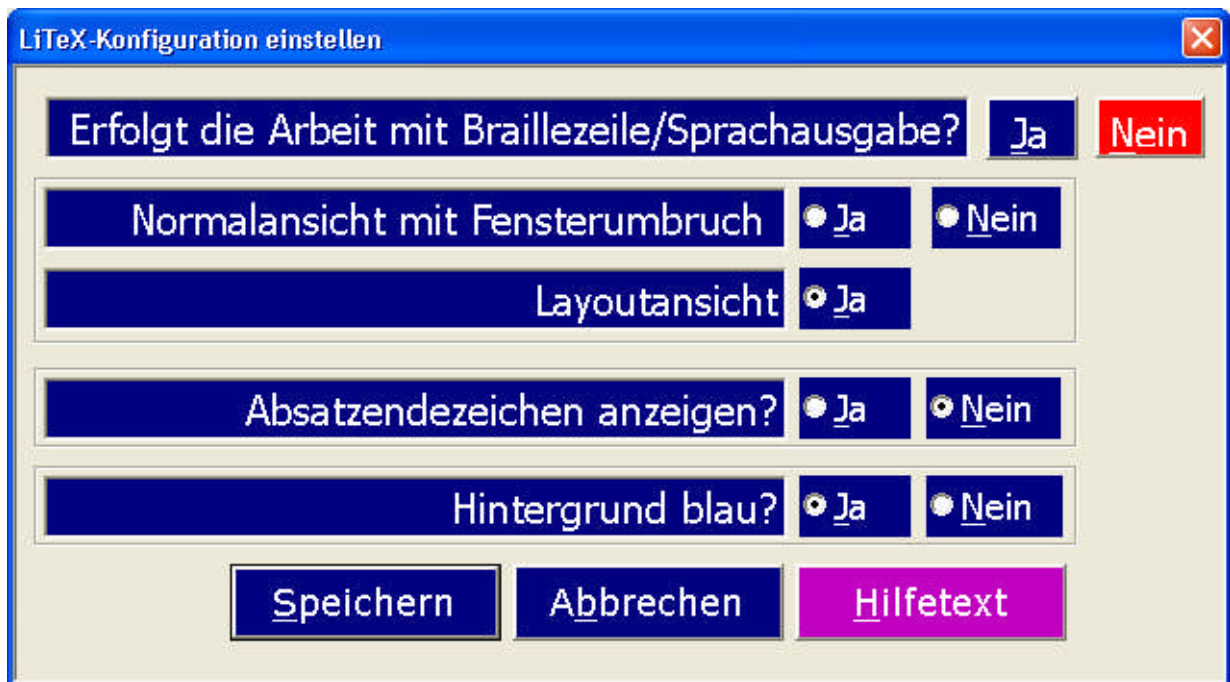 LiTeX-Konfiguration einstellen
Erfolgt die Arbeit mit Braillezeile/Sprachausgabe? Ja Nein
Normalansicht mit Fensterumbruch Ja Nein
Layoutansicht Ja
Absatzendezeichen anzeigen? Ja Nein
Hintergrund blau? Ja Nein
Speichern Abbrechen Hilfetext